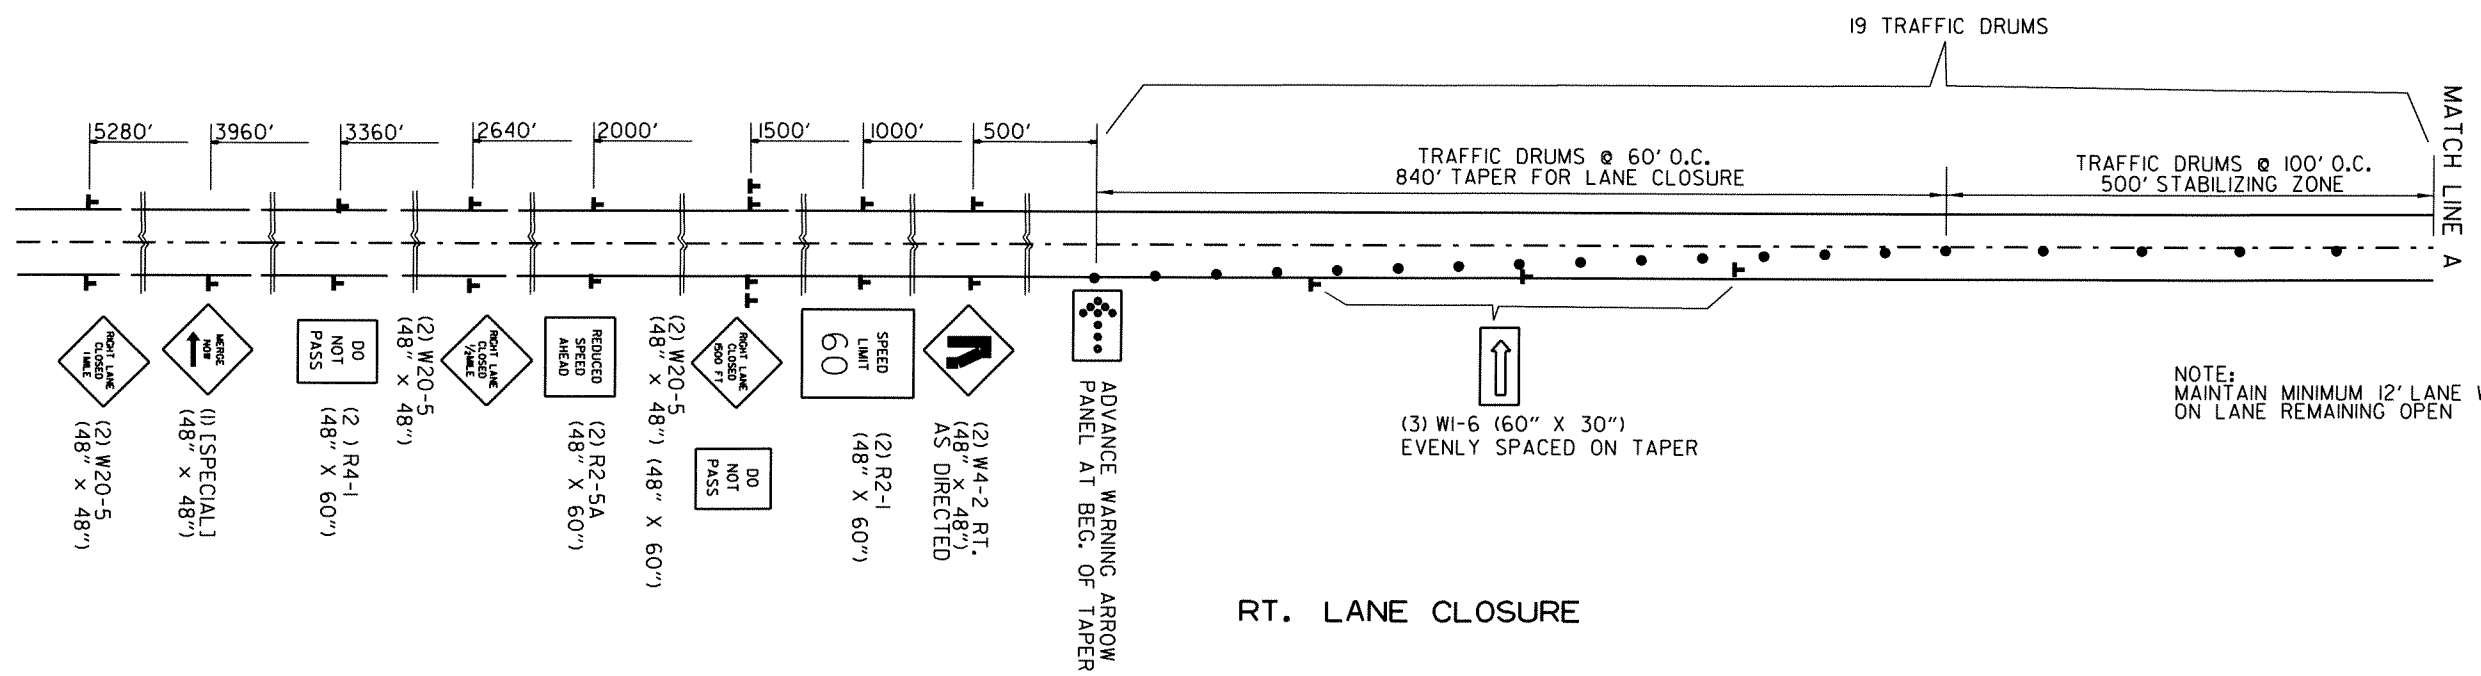 19 TRAFFIC DRUMS
5280'
3960'
3360'
2640'
2000'
1500'
1000'
500'
TRAFFIC DRUMS @ 60' O.C.
840' TAPER FOR LANE CLOSURE
TRAFFIC DRUMS @ 100' O.C.
500' STABILIZING ZONE
MATCH LINE A
RIGHT LANE
CLOSED
1 MILE
(2) W20-5
(48" X 48")
MERGE
NOW
(1) [SPECIAL]
(48" X 48")
DO
NOT
PASS
(2 ) R4-1
(48" X 60")
RIGHT LANE
CLOSED
1/2 MILE
(2) W20-5
(48" X 48")
REDUCED
SPEED
AHEAD
(2) R2-5A
(48" X 60")
RIGHT LANE
CLOSED
1500 FT
(2) W20-5
(48" X 48") (48" X 60")
DO
NOT
PASS
SPEED
LIMIT
60
(2) R2-1
(48" X 60")
(2) W4-2 RT.
(48" X 48")
AS DIRECTED
ADVANCE WARNING ARROW
PANEL AT BEG. OF TAPER
(3) W1-6 (60" X 30")
EVENLY SPACED ON TAPER
NOTE:
MAINTAIN MINIMUM 12' LANE
ON LANE REMAINING OPEN
RT. LANE CLOSURE